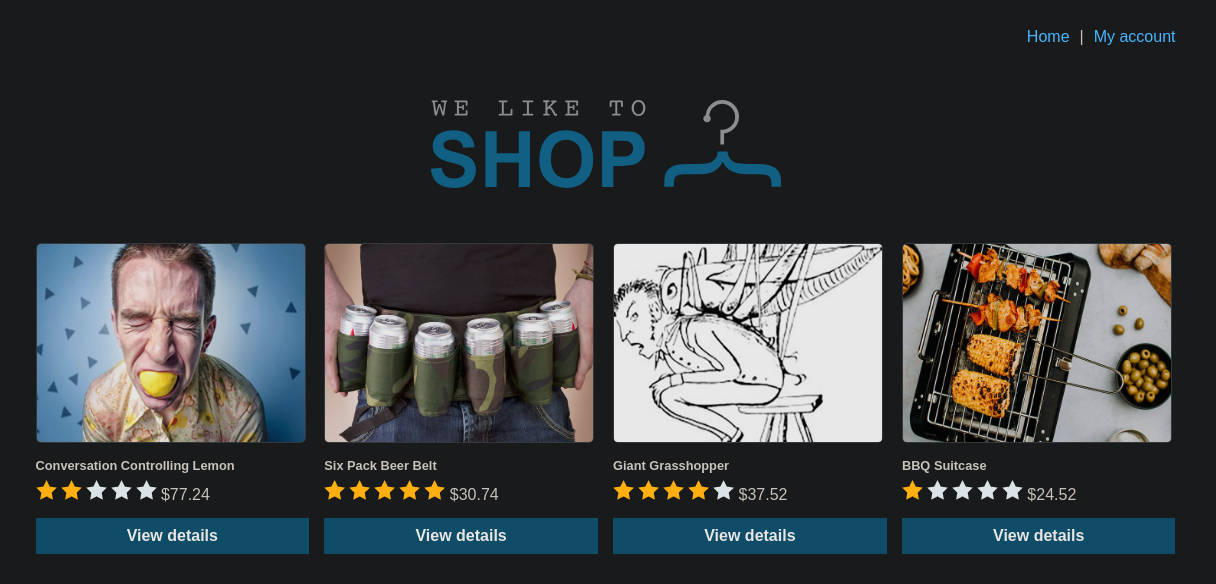 Home | My account
WE LIKE TO
SHOP
Conversation Controlling Lemon
$77.24
View details
Six Pack Beer Belt
$30.74
View details
Giant Grasshopper
$37.52
View details
BBQ Suitcase
$24.52
View details